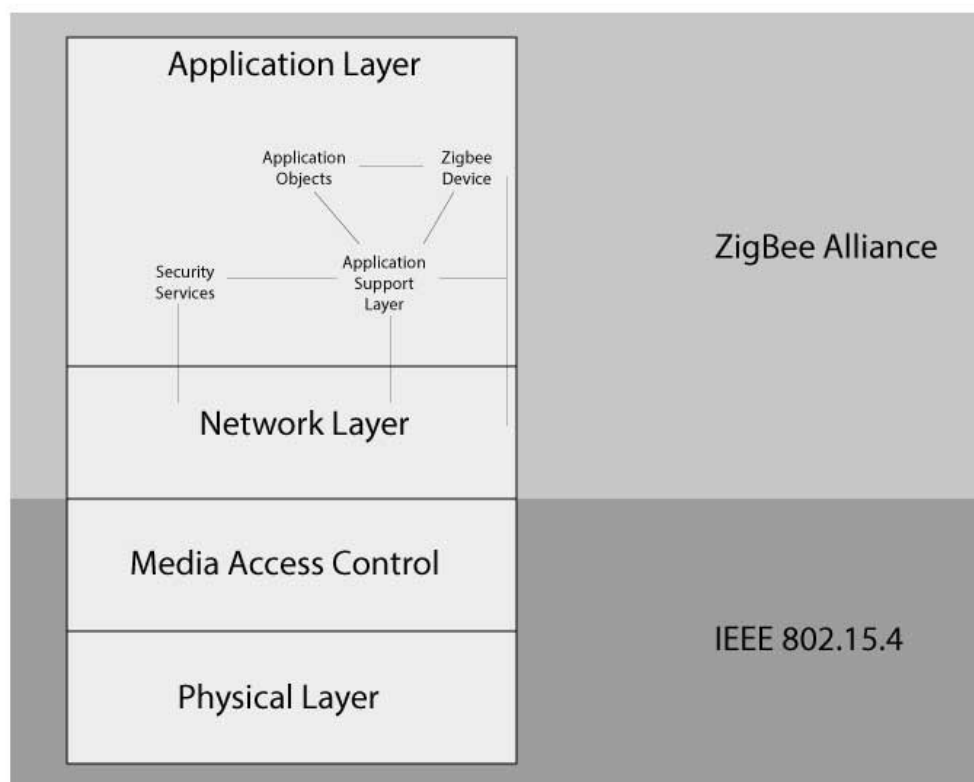 Application Layer
Application
Objects
Zigbee
Device
Security
Services
Application
Support
Layer
ZigBee Alliance
Network Layer
Media Access Control
IEEE 802.15.4
Physical Layer